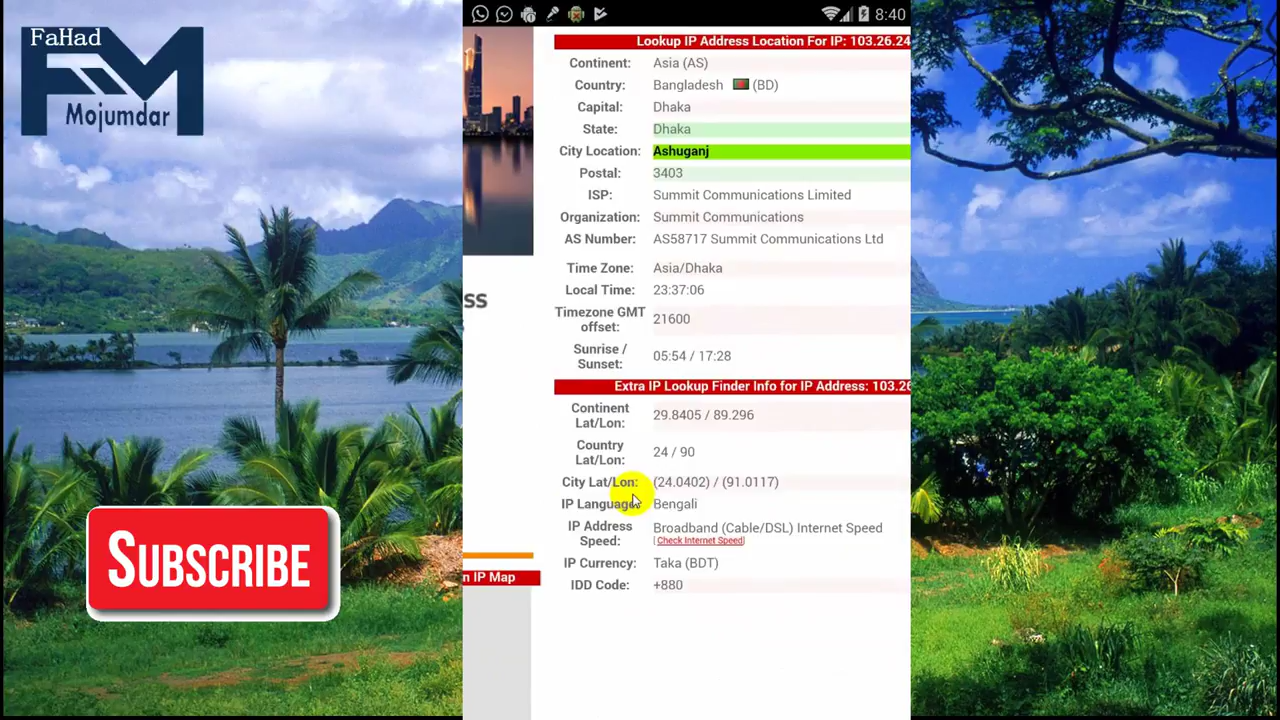 FaHad
FM
Mojumdar
SUBSCRIBE
8:40
Lookup IP Address Location For IP: 103.26.24
Continent: Asia (AS)
Country: Bangladesh (BD)
Capital: Dhaka
State: Dhaka
City Location: Ashuganj
Postal: 3403
ISP: Summit Communications Limited
Organization: Summit Communications
AS Number: AS58717 Summit Communications Ltd
Time Zone: Asia/Dhaka
Local Time: 23:37:06
Timezone GMT
offset: 21600
Sunrise /
Sunset: 05:54 / 17:28
Extra IP Lookup Finder Info for IP Address: 103.26
Continent
Lat/Lon: 29.8405 / 89.296
Country
Lat/Lon: 24 / 90
City Lat/Lon: (24.0402) / (91.0117)
IP Language: Bengali
IP Address
Speed: Broadband (Cable/DSL) Internet Speed
[Check Internet Speed]
IP Currency: Taka (BDT)
IDD Code: +880
ss
n IP Map